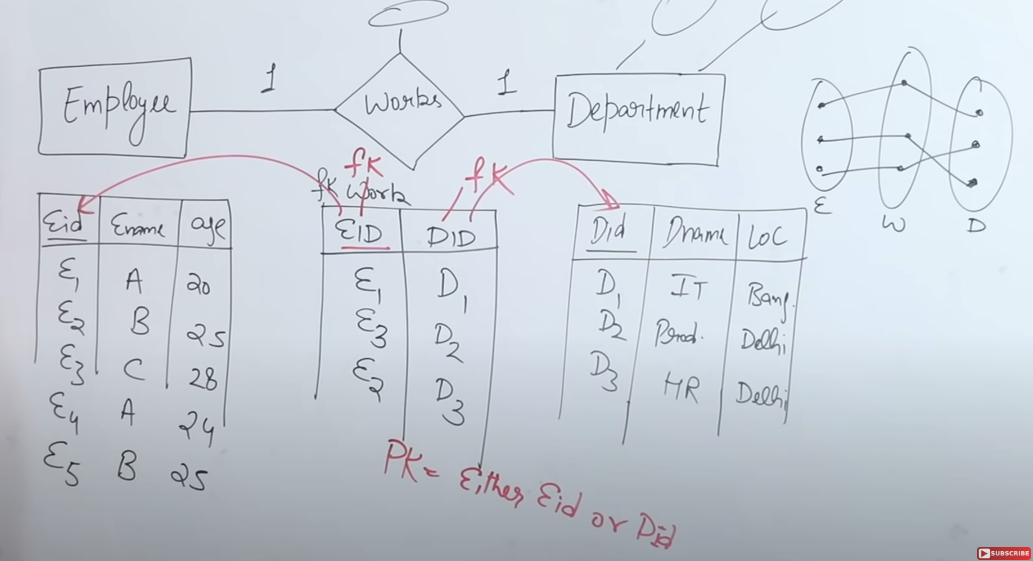 Employee 1 Works 1 Department
fk fK
fK Work
Eid Ename age
E1 A 20
E2 B 25
E3 C 28
E4 A 24
E5 B 25
EID DID
E1 D1
E3 D2
E2 D3
Did Dname Loc
D1 IT Bang.
D2 Prod. Delhi
D3 HR Delhi
E W D
PK = Either Eid or Did
SUBSCRIBE